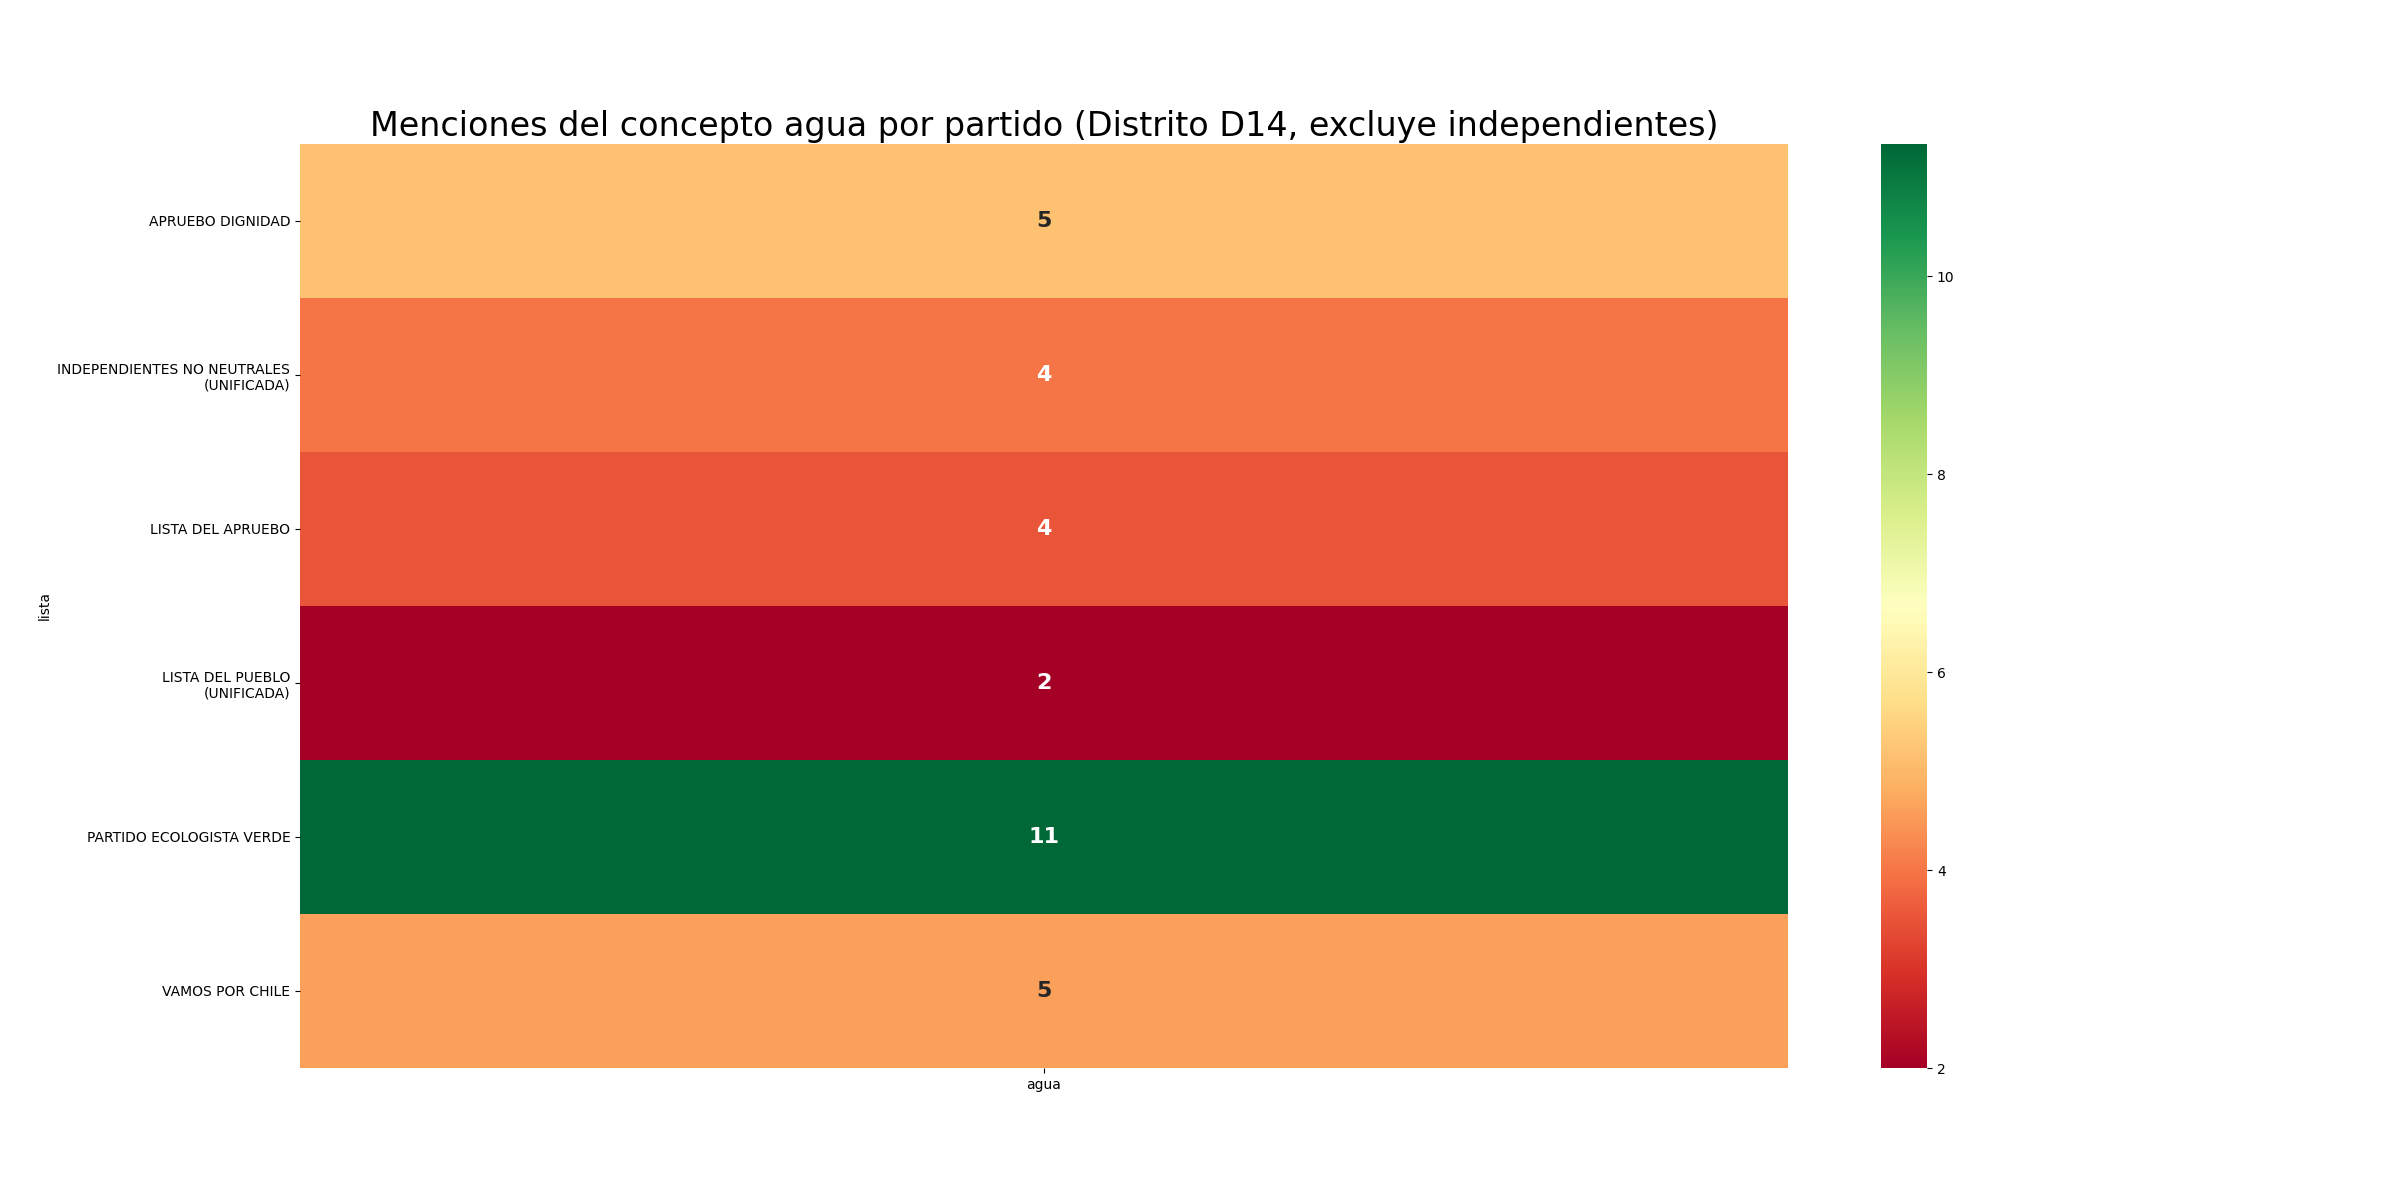 Menciones del concepto agua por partido (Distrito D14, excluye independientes)
APRUEBO DIGNIDAD
5
INDEPENDIENTES NO NEUTRALES
(UNIFICADA)
4
LISTA DEL APRUEBO
4
lista
LISTA DEL PUEBLO
(UNIFICADA)
2
PARTIDO ECOLOGISTA VERDE
11
VAMOS POR CHILE
5
agua
10
8
6
4
2